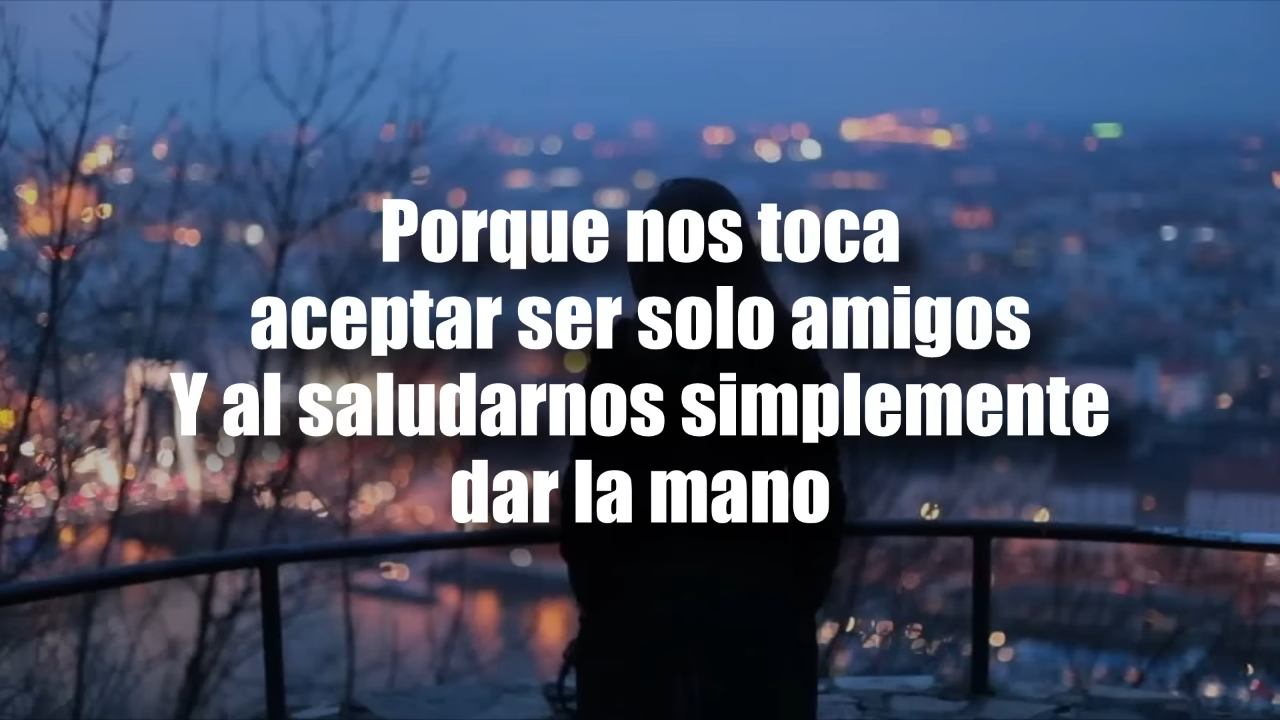 Porque nos toca
aceptar ser solo amigos
Y al saludarnos simplemente
dar la mano